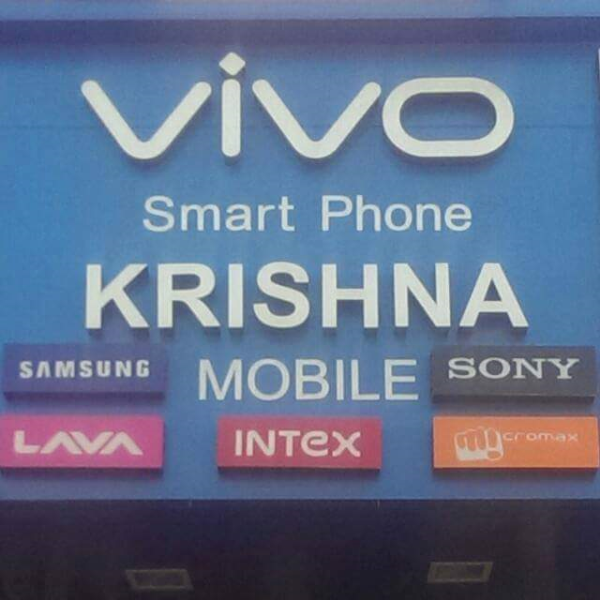 vivo
Smart Phone
KRISHNA
SAMSUNG MOBILE SONY
LAVA INTEX micromax